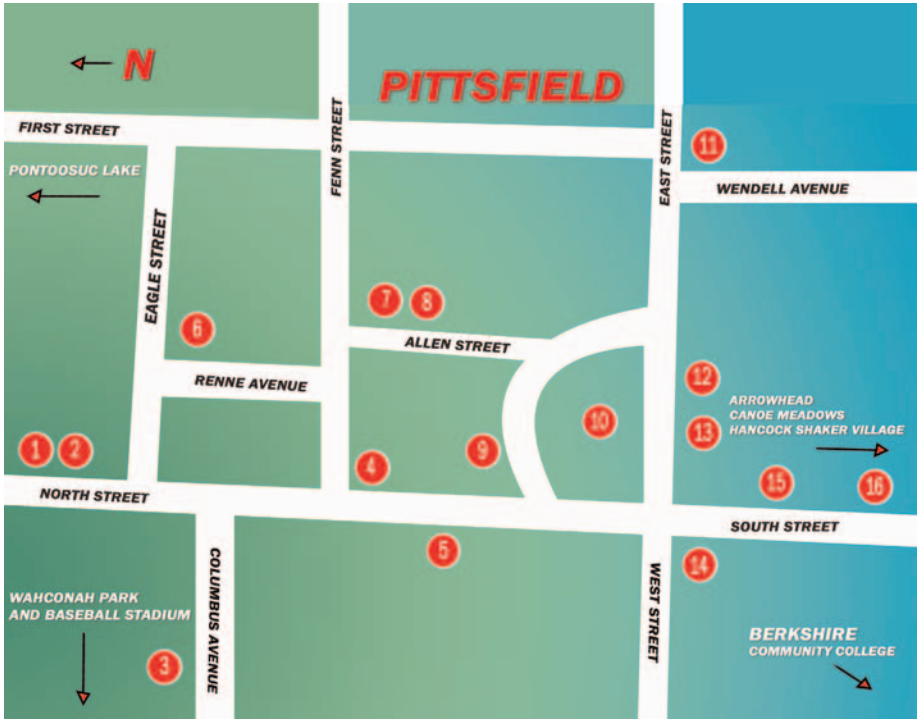 N
PITTSFIELD
FIRST STREET
FENN STREET
EAST STREET
11
PONTOOSUC LAKE
WENDELL AVENUE
EAGLE STREET
7
8
6
ALLEN STREET
RENNE AVENUE
12
ARROWHEAD
CANOE MEADOWS
HANCOCK SHAKER VILLAGE
10
13
1
2
4
9
15
16
NORTH STREET
SOUTH STREET
5
14
COLUMBUS AVENUE
WEST STREET
WAHCONAH PARK
AND BASEBALL STADIUM
3
BERKSHIRE
COMMUNITY COLLEGE